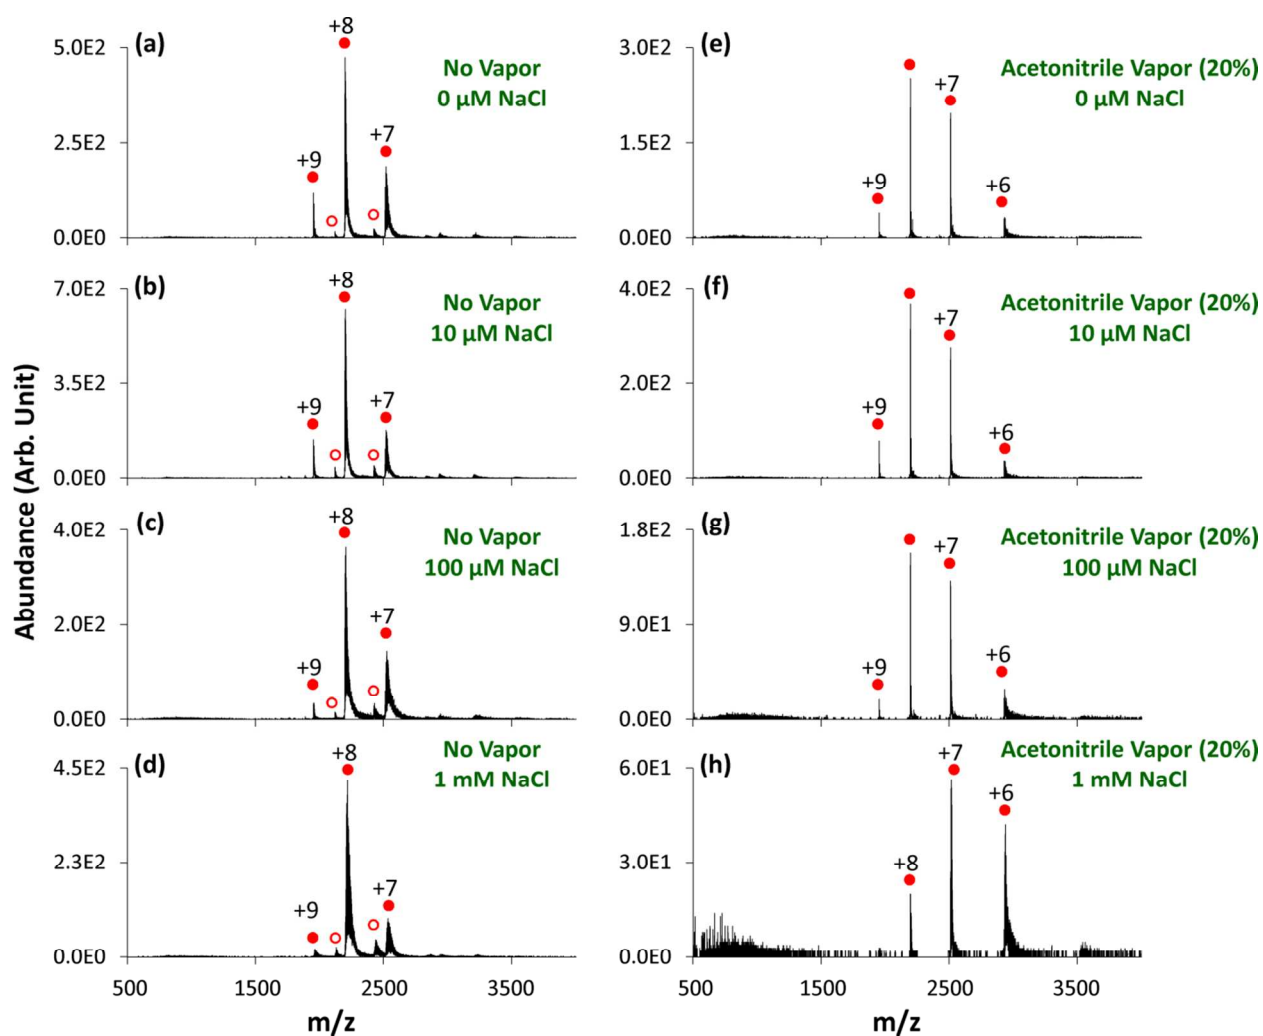 Abundance (Arb. Unit)
(a)
No Vapor
0 µM NaCl
5.0E2
2.5E2
0.0E0
+9
+8
+7
(e)
Acetonitrile Vapor (20%)
0 µM NaCl
3.0E2
1.5E2
0.0E0
+9
+7
+6
(b)
No Vapor
10 µM NaCl
7.0E2
3.5E2
0.0E0
+9
+8
+7
(f)
Acetonitrile Vapor (20%)
10 µM NaCl
4.0E2
2.0E2
0.0E0
+9
+7
+6
(c)
No Vapor
100 µM NaCl
4.0E2
2.0E2
0.0E0
+9
+8
+7
(g)
Acetonitrile Vapor (20%)
100 µM NaCl
1.8E2
9.0E1
0.0E0
+9
+7
+6
(d)
No Vapor
1 mM NaCl
4.5E2
2.3E2
0.0E0
+9
+8
+7
500 1500 2500 3500
m/z
(h)
Acetonitrile Vapor (20%)
1 mM NaCl
6.0E1
3.0E1
0.0E0
+8
+7
+6
500 1500 2500 3500
m/z